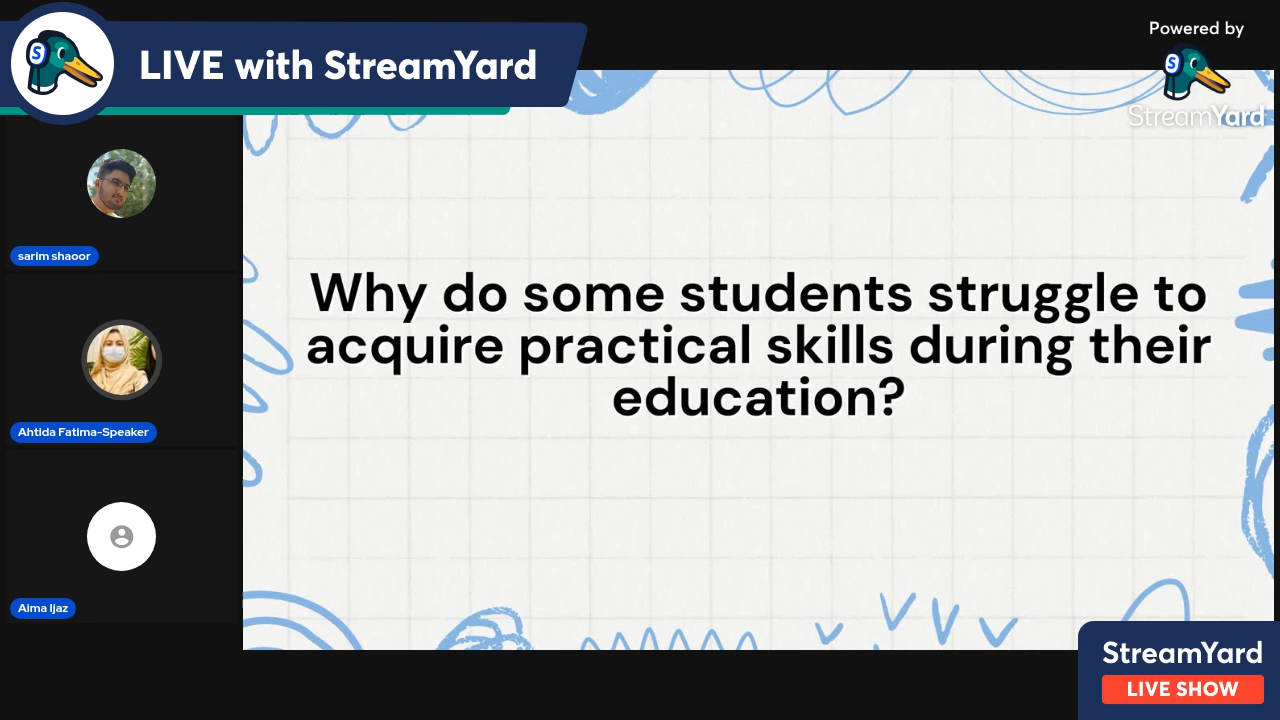 S LIVE with StreamYard
Powered by
S
StreamYard
sarim shaoor
Ahtida Fatima-Speaker
Aima Ijaz
Why do some students struggle to
acquire practical skills during their
education?
StreamYard
LIVE SHOW